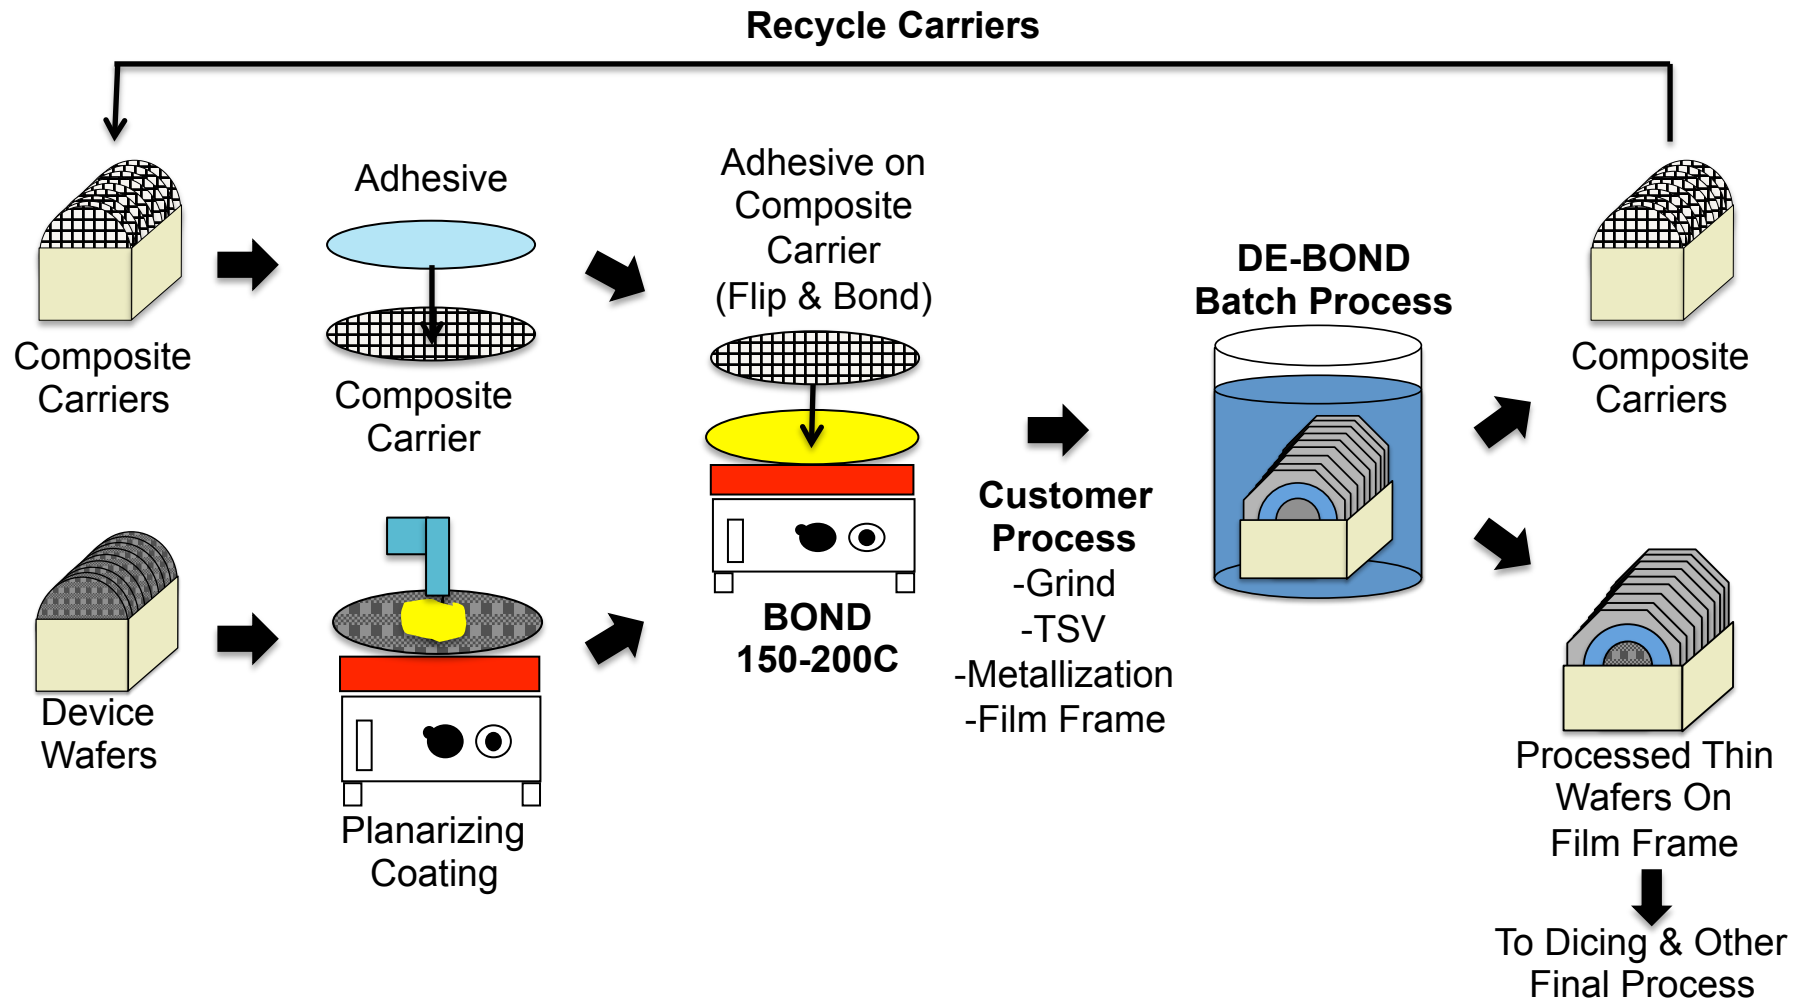 Recycle Carriers
Composite
Carriers
Adhesive
Composite
Carrier
Adhesive on
Composite
Carrier
(Flip & Bond)
BOND
150-200C
Device
Wafers
Planarizing
Coating
Customer
Process
-Grind
-TSV
-Metallization
-Film Frame
DE-BOND
Batch Process
Composite
Carriers
Processed Thin
Wafers On
Film Frame
To Dicing & Other
Final Process